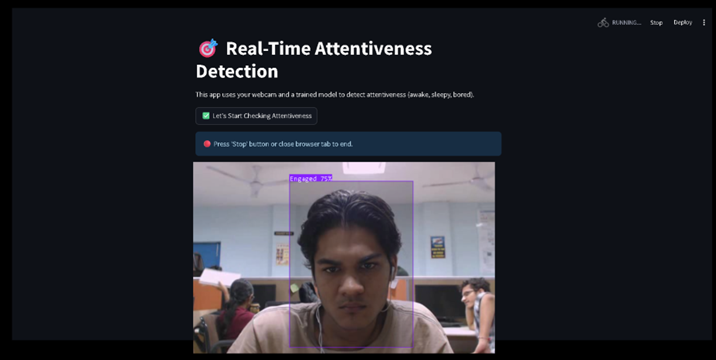 RUNNING... Stop Deploy
Real-Time Attentiveness
Detection
This app uses your webcam and a trained model to detect attentiveness (awake, sleepy, bored).
Let's Start Checking Attentiveness
Press 'Stop' button or close browser tab to end.
Engaged 75%